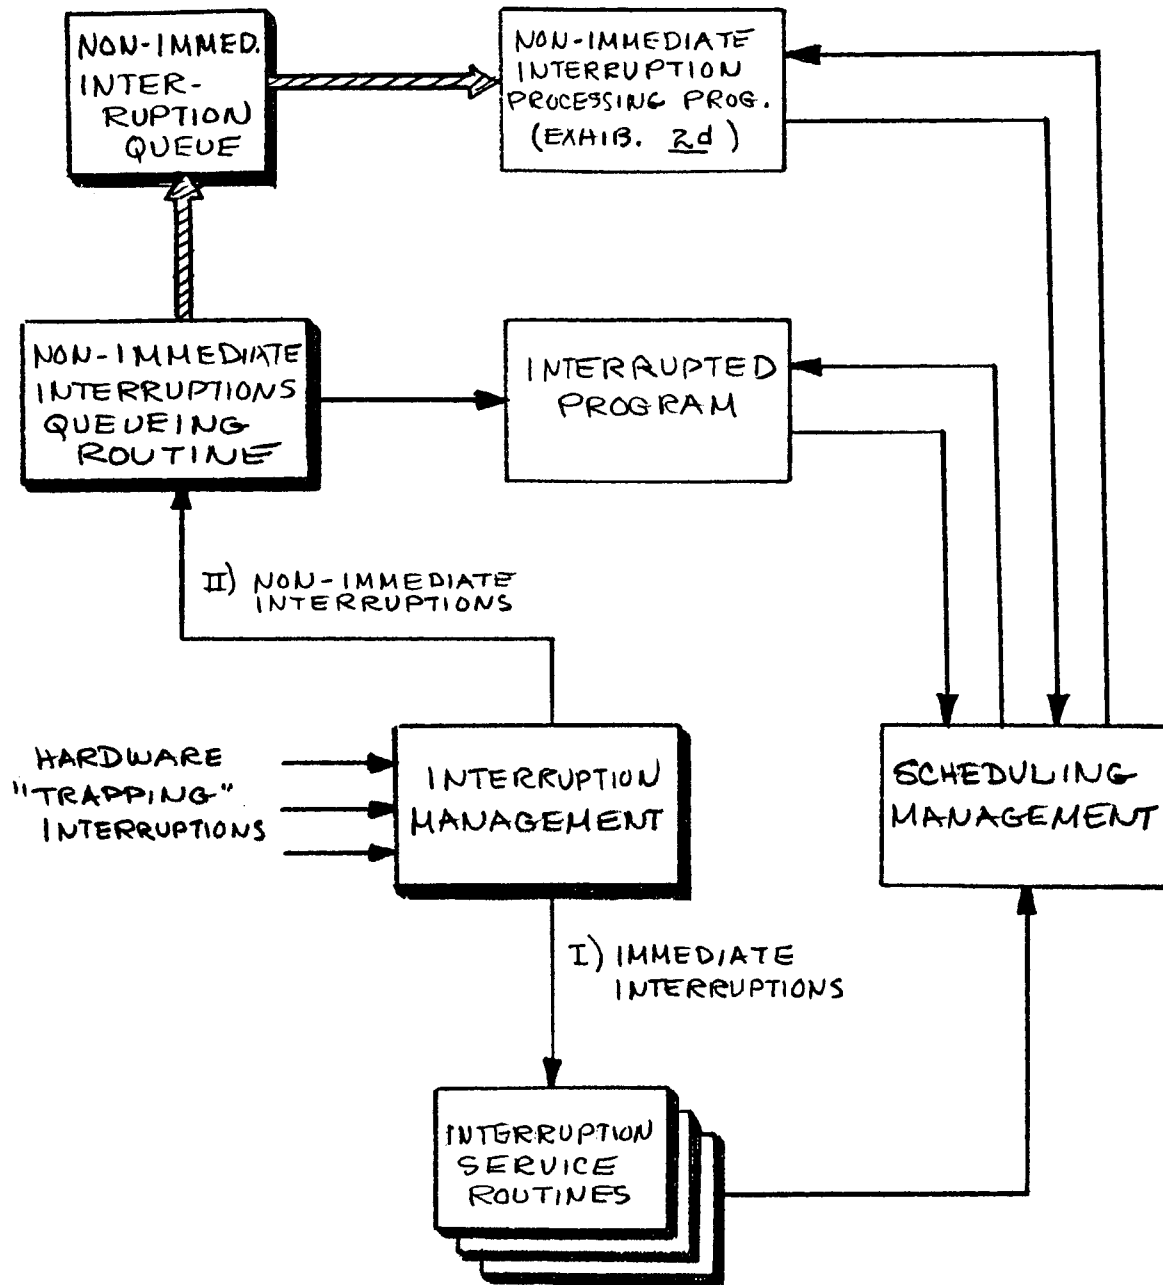 NON-IMMED.
INTER-
RUPTION
QUEUE
NON-IMMEDIATE
INTERRUPTION
PROCESSING PROG.
(EXHIB. 2d)
NON-IMMEDIATE
INTERRUPTIONS
QUEUEING
ROUTINE
INTERRUPTED
PROGRAM
II) NON-IMMEDIATE
INTERRUPTIONS
HARDWARE
"TRAPPING"
INTERRUPTIONS
INTERRUPTION
MANAGEMENT
SCHEDULING
MANAGEMENT
I) IMMEDIATE
INTERRUPTIONS
INTERRUPTION
SERVICE
ROUTINES